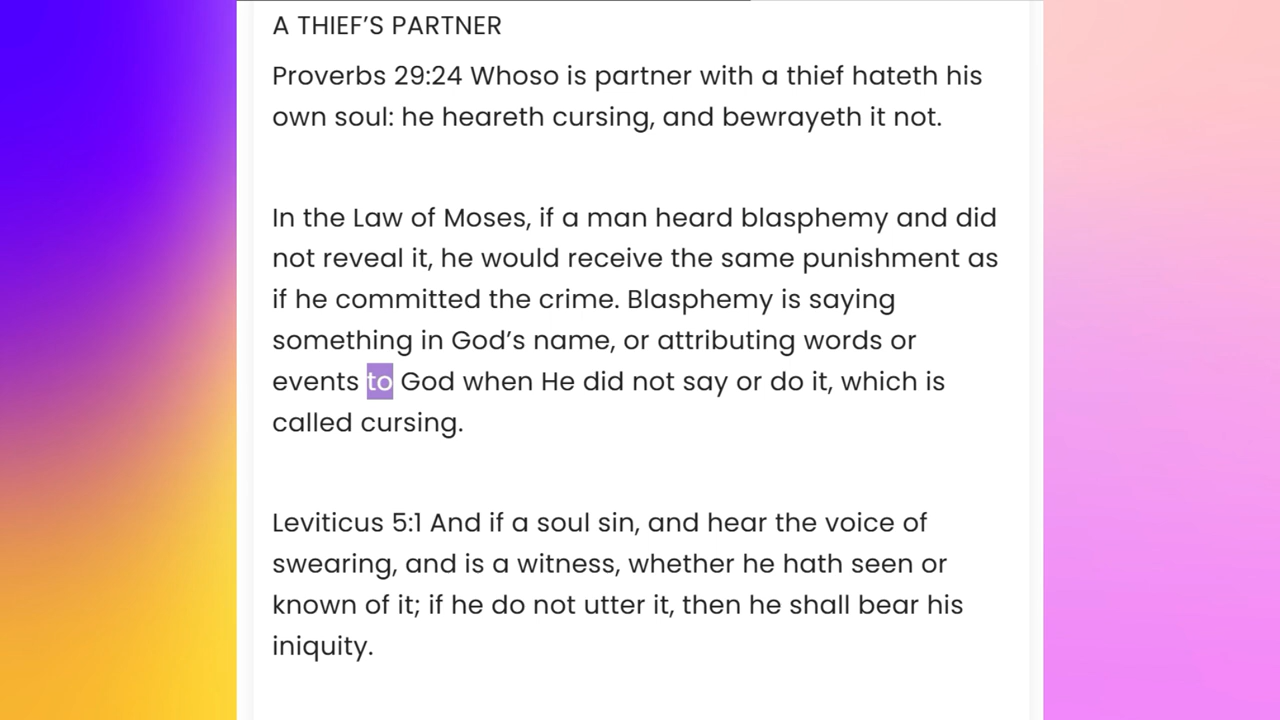 A THIEF’S PARTNER
Proverbs 29:24 Whoso is partner with a thief hateth his
own soul: he heareth cursing, and bewrayeth it not.
In the Law of Moses, if a man heard blasphemy and did
not reveal it, he would receive the same punishment as
if he committed the crime. Blasphemy is saying
something in God’s name, or attributing words or
events to God when He did not say or do it, which is
called cursing.
Leviticus 5:1 And if a soul sin, and hear the voice of
swearing, and is a witness, whether he hath seen or
known of it; if he do not utter it, then he shall bear his
iniquity.